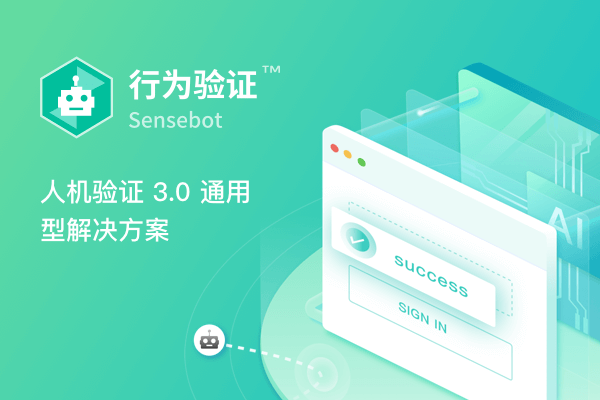 行为验证™
Sensebot
人机验证 3.0 通用
型解决方案
AI
success
SIGN IN